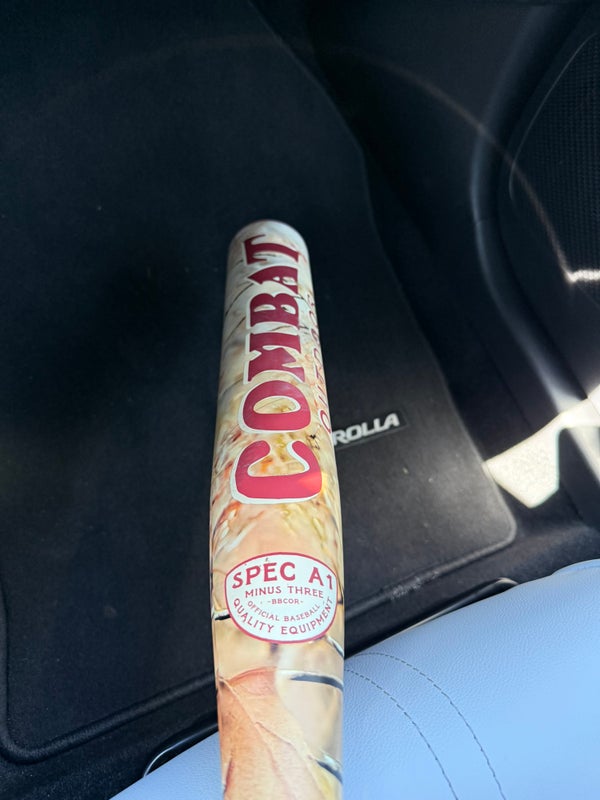 COMBAT
ROLLA
SPEC A1
MINUS THREE
-BBCOR-
OFFICIAL BASEBALL
QUALITY EQUIPMENT